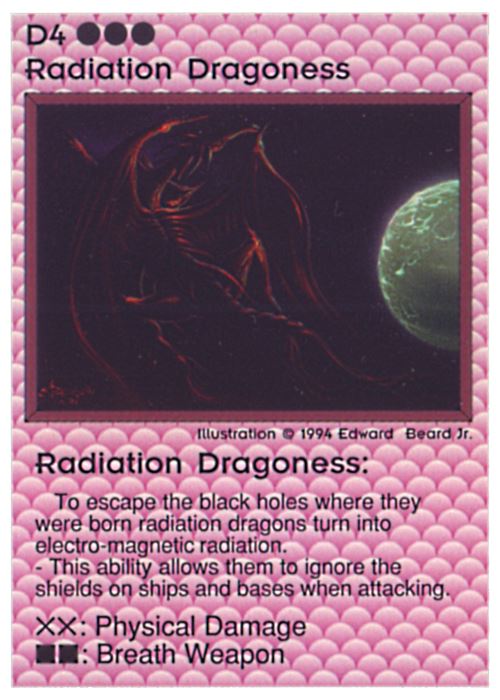 D4 ●●●
Radiation Dragoness
Illustration © 1994 Edward Beard Jr.
Radiation Dragoness:
To escape the black holes where they
were born radiation dragons turn into
electro-magnetic radiation.
- This ability allows them to ignore the
shields on ships and bases when attacking.
XX: Physical Damage
■■: Breath Weapon